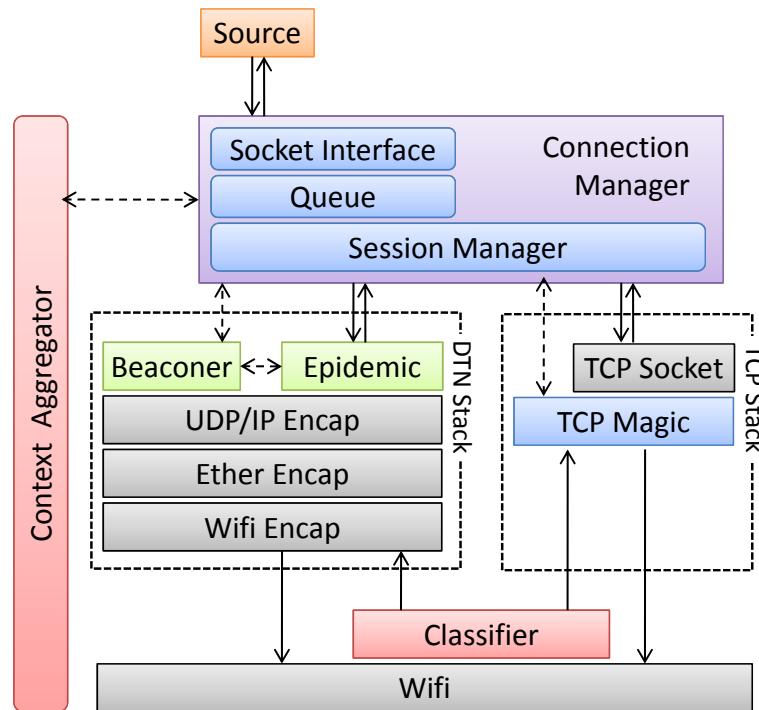 Source
Socket Interface
Connection
Manager
Queue
Session Manager
Context Aggregator
Beaconer
Epidemic
DTN Stack
UDP/IP Encap
Ether Encap
Wifi Encap
TCP Socket
TCP Magic
TCP Stack
Classifier
Wifi